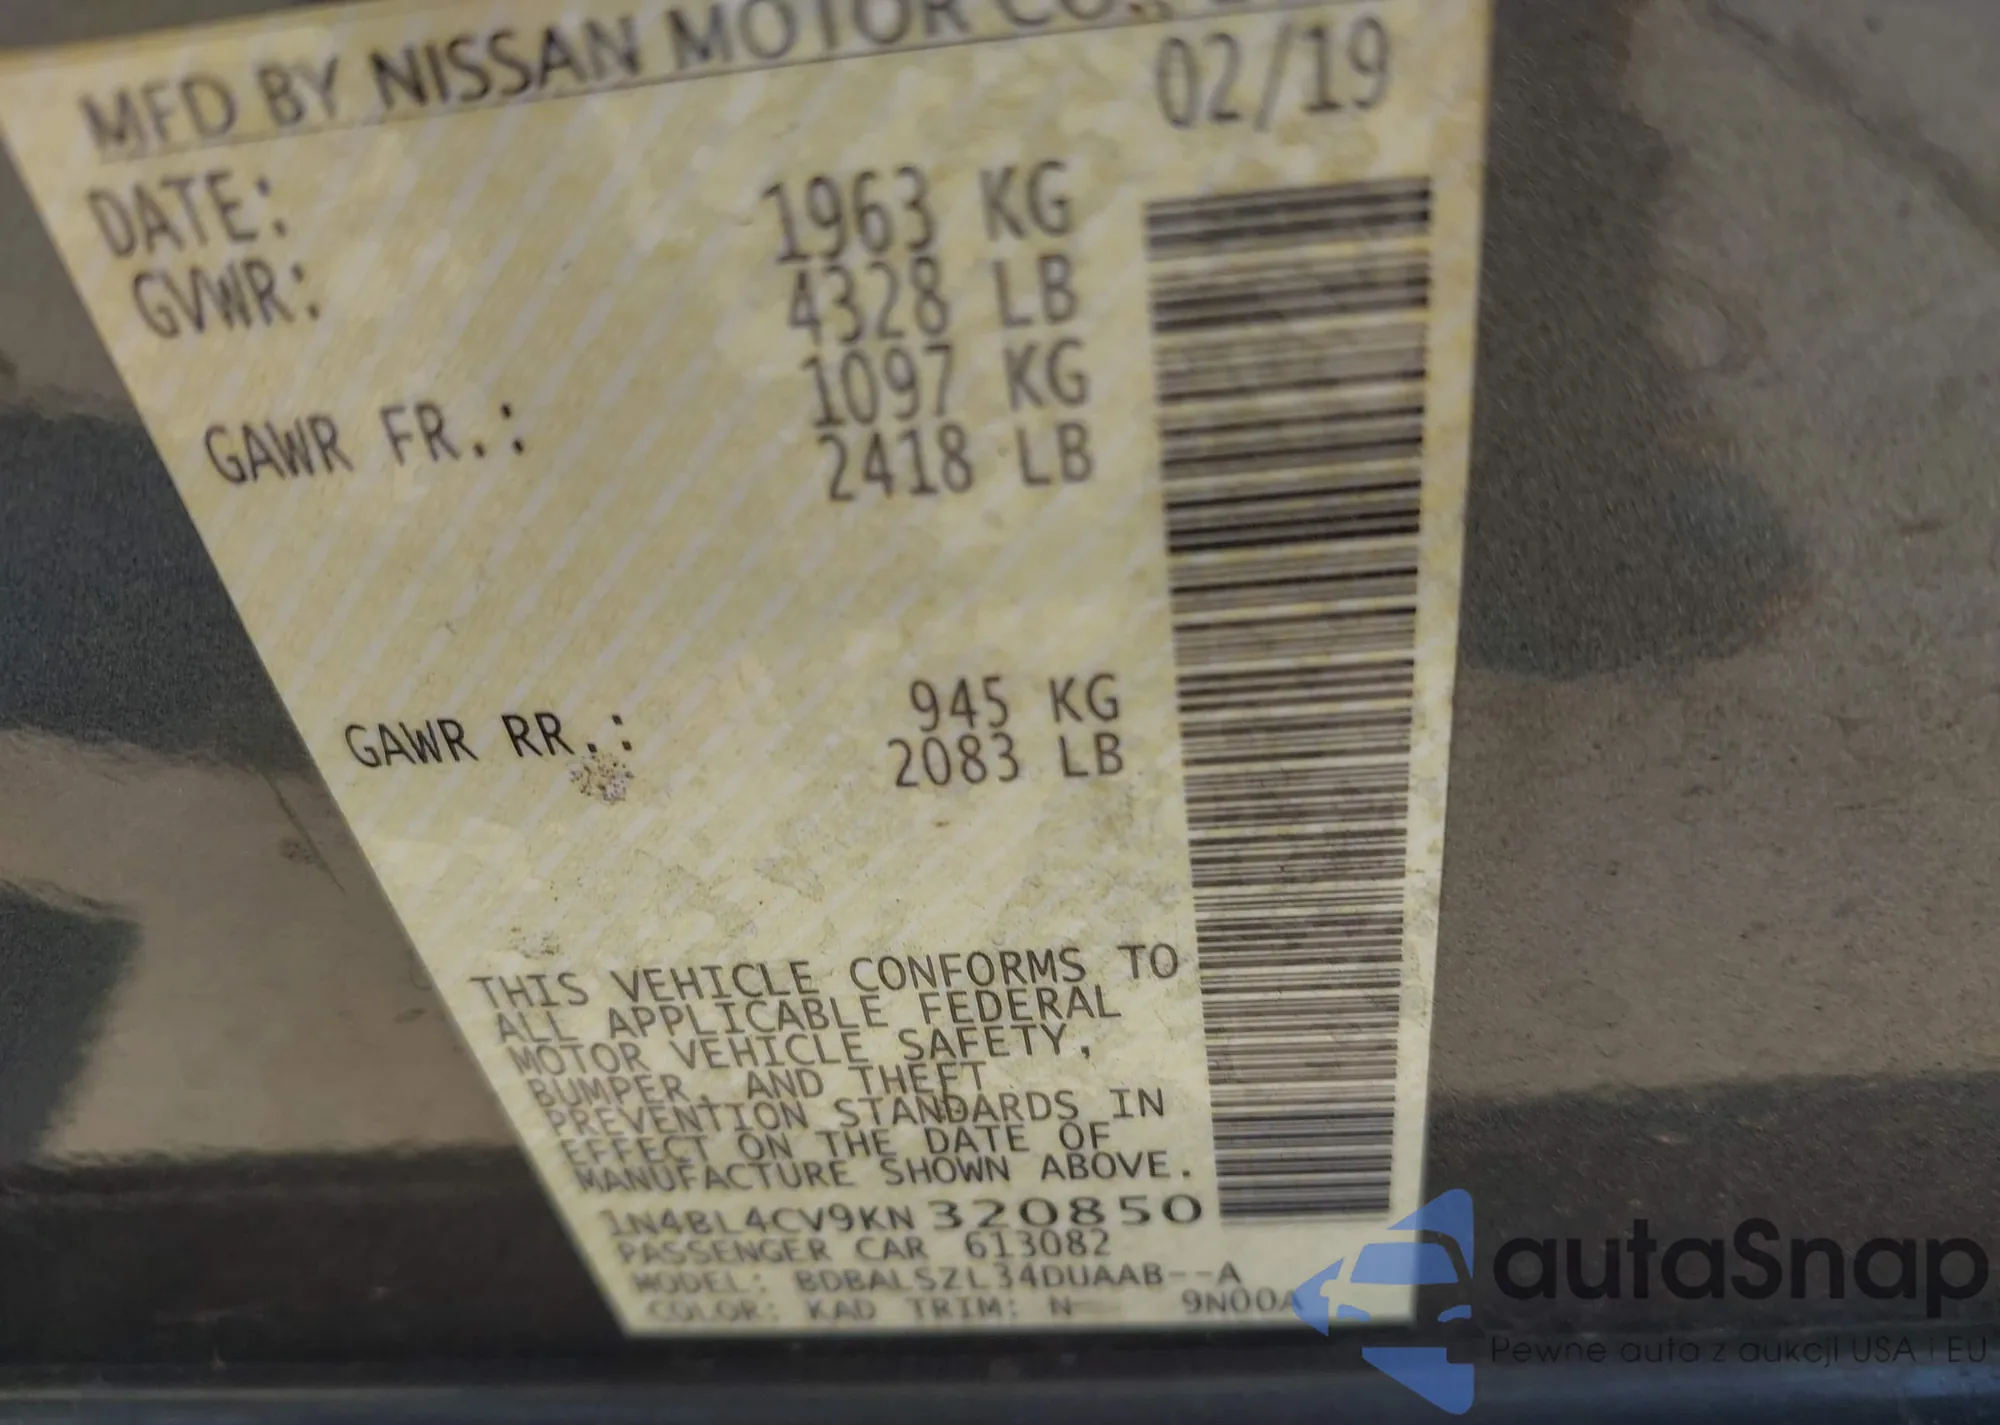 MFD BY NISSAN MOTOR CO.,
DATE: 02/19
GVWR: 1963 KG
4328 LB
GAWR FR.: 1097 KG
2418 LB
GAWR RR.: 945 KG
2083 LB
THIS VEHICLE CONFORMS TO
ALL APPLICABLE FEDERAL
MOTOR VEHICLE SAFETY,
BUMPER, AND THEFT
PREVENTION STANDARDS IN
EFFECT ON THE DATE OF
MANUFACTURE SHOWN ABOVE.
1N4BL4CV9KN320850
PASSENGER CAR 613082
MODEL: BDBALSZL34DUAAB--A
COLOR: KAD TRIM: N 9N00A
autaSnap
Pewne auta z aukcji USA i EU